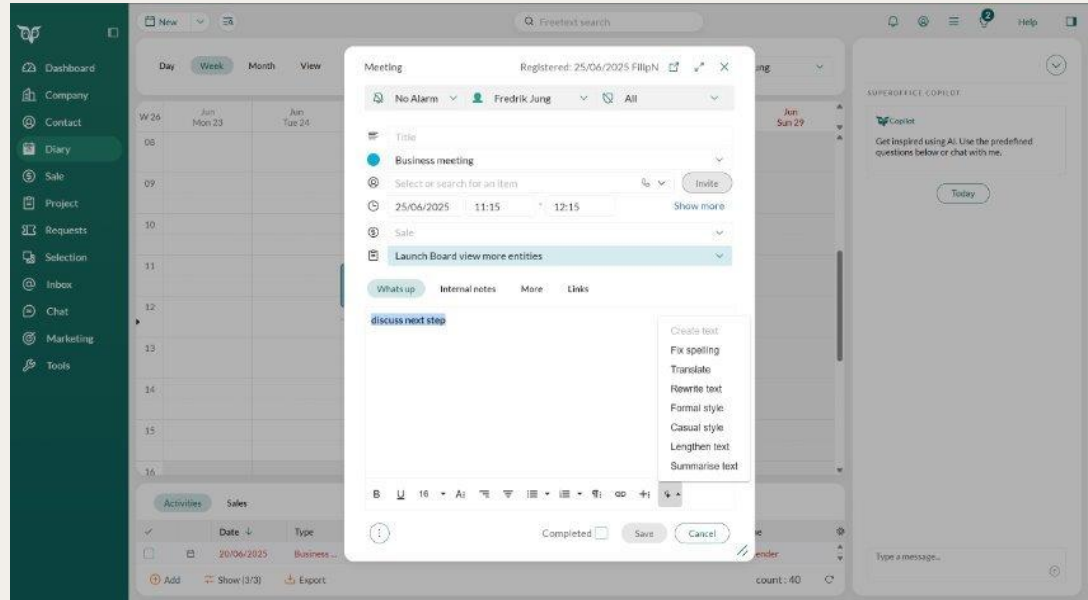 New
Freetext search
2
Help
Dashboard
Company
Contact
Diary
Sale
Project
Requests
Selection
Inbox
Chat
Marketing
Tools
Day Week Month View
W 26
Jun
Mon 23
Jun
Tue 24
Jun
Sun 29
08
09
10
11
12
13
14
15
16
Meeting Registered: 25/06/2025 FilipN
No Alarm Fredrik Jung All
Title
Business meeting
Select or search for an item Invite
25/06/2025 11:15 - 12:15 Show more
Sale
Launch Board view more entities
Whats up Internal notes More Links
discuss next step
Create text
Fix spelling
Translate
Rewrite text
Formal style
Casual style
Lengthen text
Summarise text
B U 16
Completed Save Cancel
Activities Sales
Date Type
20/06/2025 Business ...
Add Show (3/3) Export
count: 40
SUPEROFFICE COPILOT
Copilot
Get inspired using AI. Use the predefined
questions below or chat with me.
Today
Type a message...